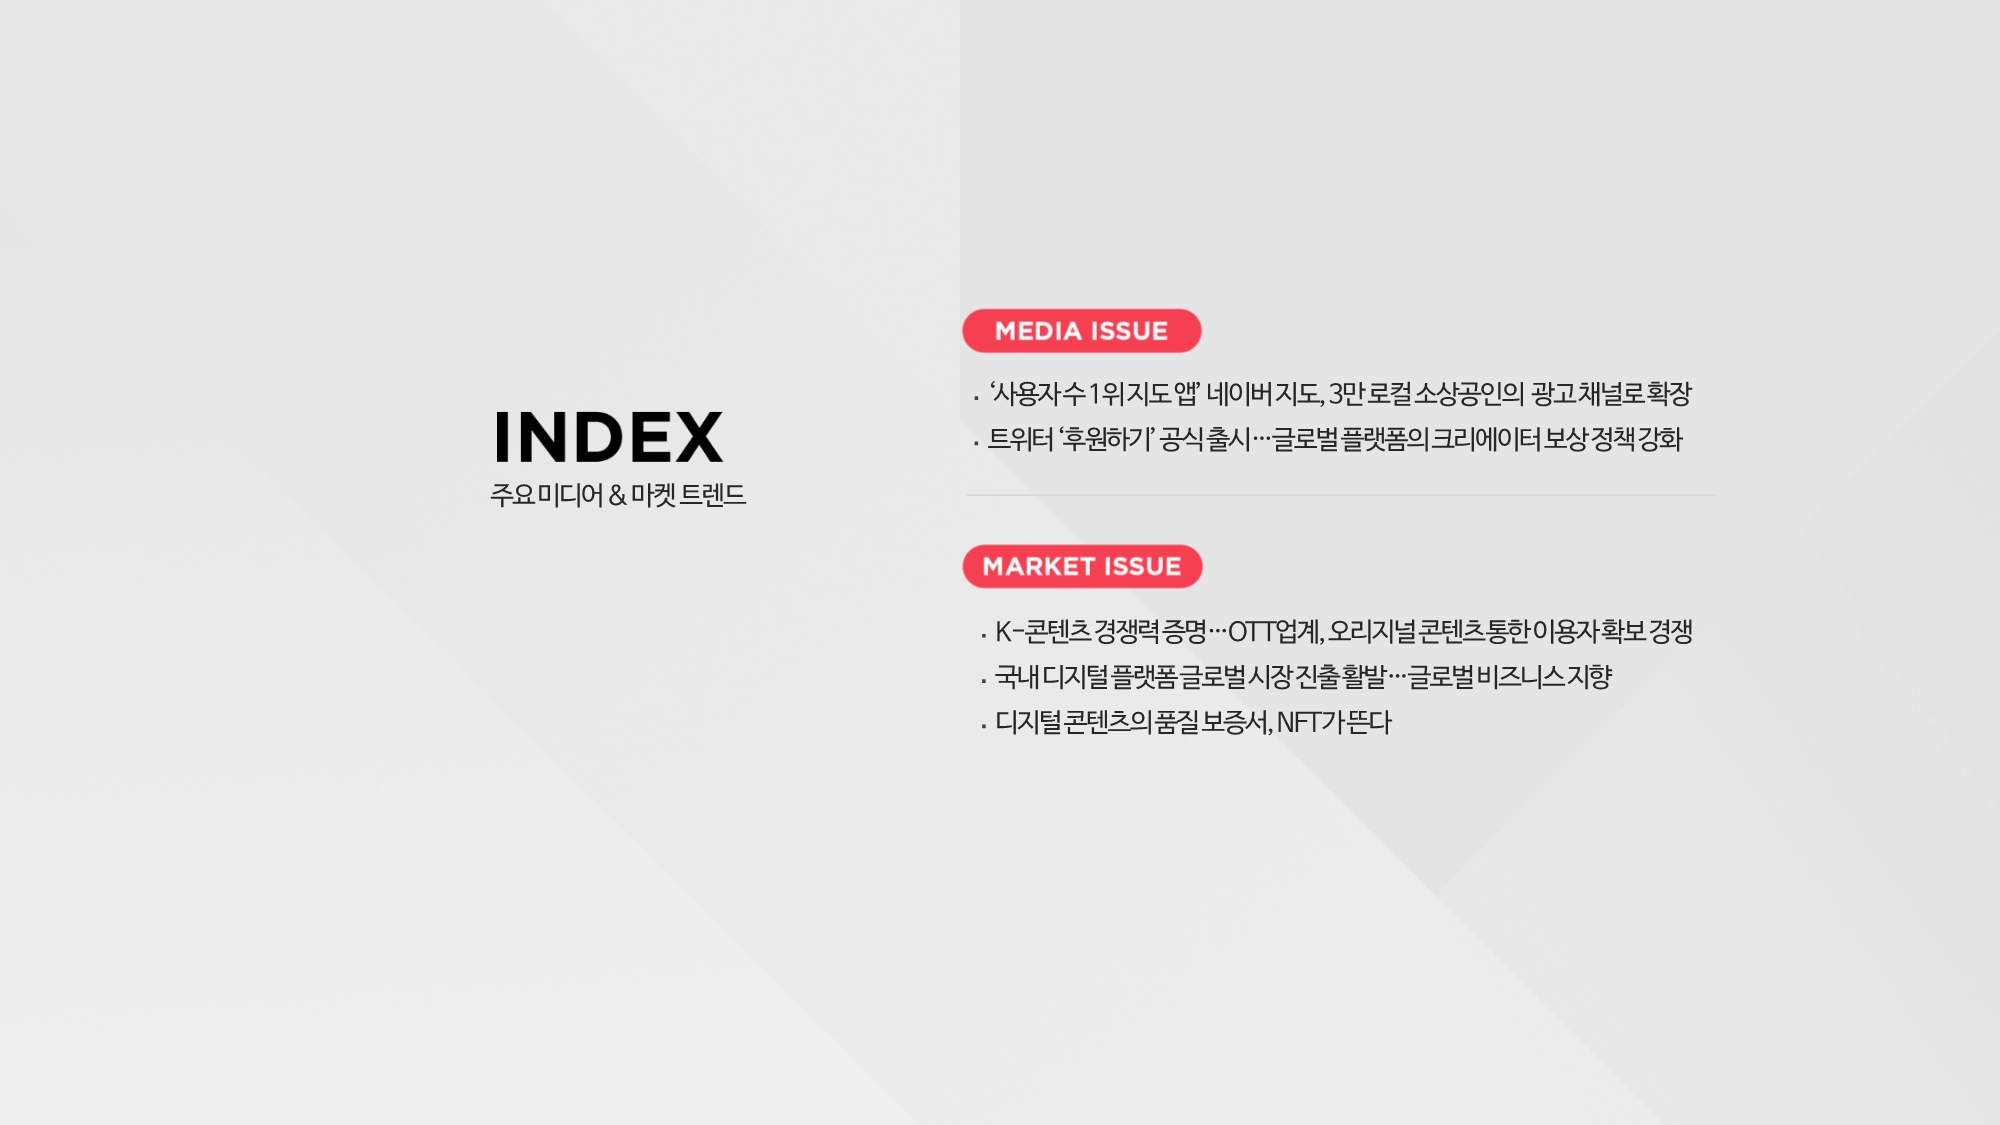 INDEX
주요 미디어 & 마켓 트렌드
MEDIA ISSUE
· ‘사용자 수 1위 지도 앱’ 네이버 지도, 3만 로컬 소상공인의 광고 채널로 확장
· 트위터 ‘후원하기’ 공식 출시…글로벌 플랫폼의 크리에이터 보상 정책 강화
MARKET ISSUE
· K-콘텐츠 경쟁력 증명…OTT업계, 오리지널 콘텐츠 통한 이용자 확보 경쟁
· 국내 디지털 플랫폼 글로벌 시장 진출 활발…글로벌 비즈니스 지향
· 디지털 콘텐츠의 품질 보증서, NFT가 뜬다